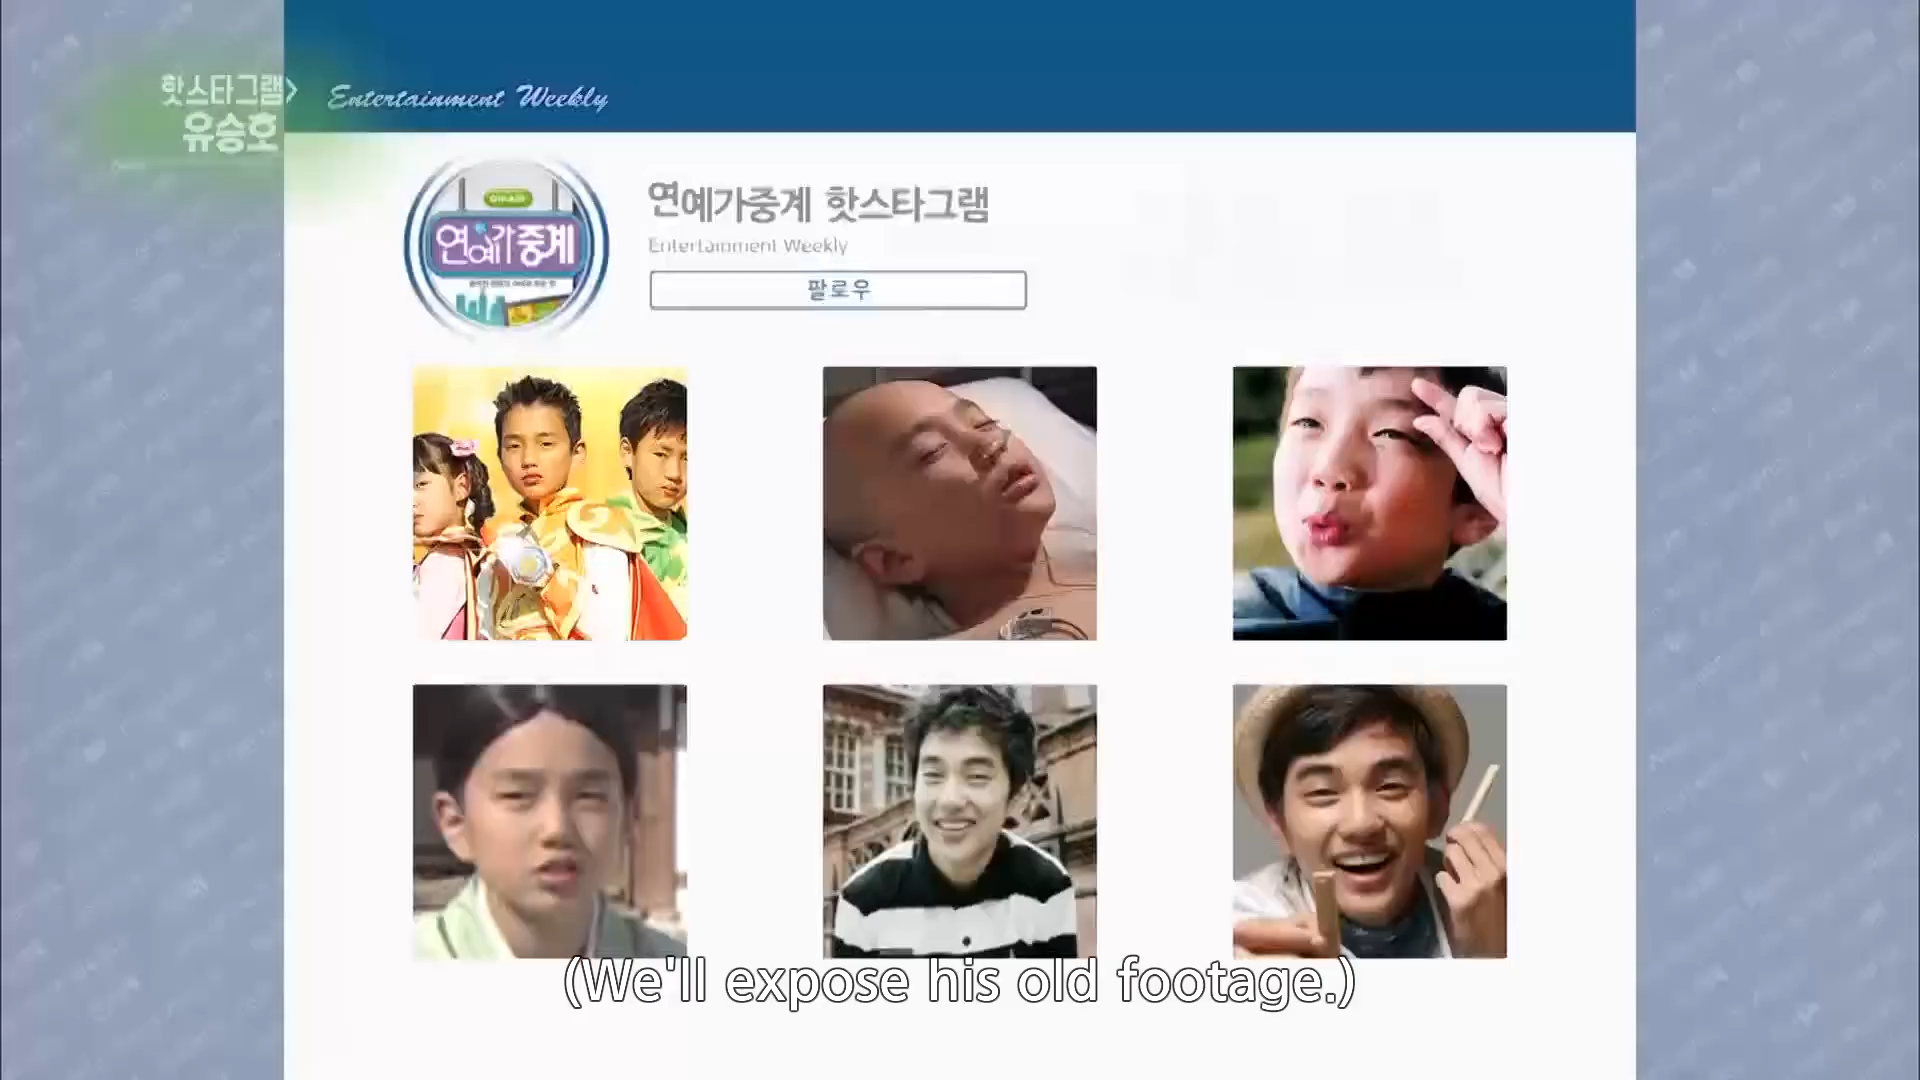 핫스타그램>
유승호
Entertainment Weekly
연예가중계
연예가중계 핫스타그램
Entertainment Weekly
팔로우
(We'll expose his old footage.)